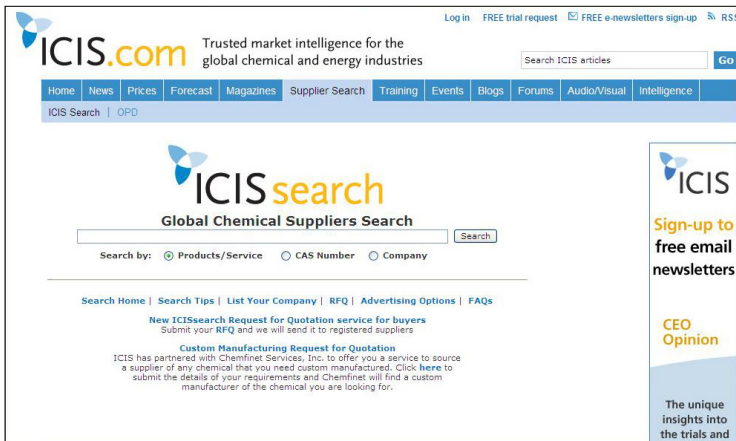 Log in FREE trial request FREE e-newsletters sign-up RSS
ICIS.com
Trusted market intelligence for the
global chemical and energy industries
Search ICIS articles Go
Home News Prices Forecast Magazines Supplier Search Training Events Blogs Forums Audio/Visual Intelligence
ICIS Search | OPD
ICIS search
Global Chemical Suppliers Search
Search
Search by: Products/Service CAS Number Company
Search Home | Search Tips | List Your Company | RFQ | Advertising Options | FAQs
New ICISsearch Request for Quotation service for buyers
Submit your RFQ and we will send it to registered suppliers
Custom Manufacturing Request for Quotation
ICIS has partnered with Chemfinet Services, Inc. to offer you a service to source
a supplier of any chemical that you need custom manufactured. Click here to
submit the details of your requirements and Chemfinet will find a custom
manufacturer of the chemical you are looking for.
ICIS
Sign-up to
free email
newsletters
CEO
Opinion
The unique
insights into
the trials and